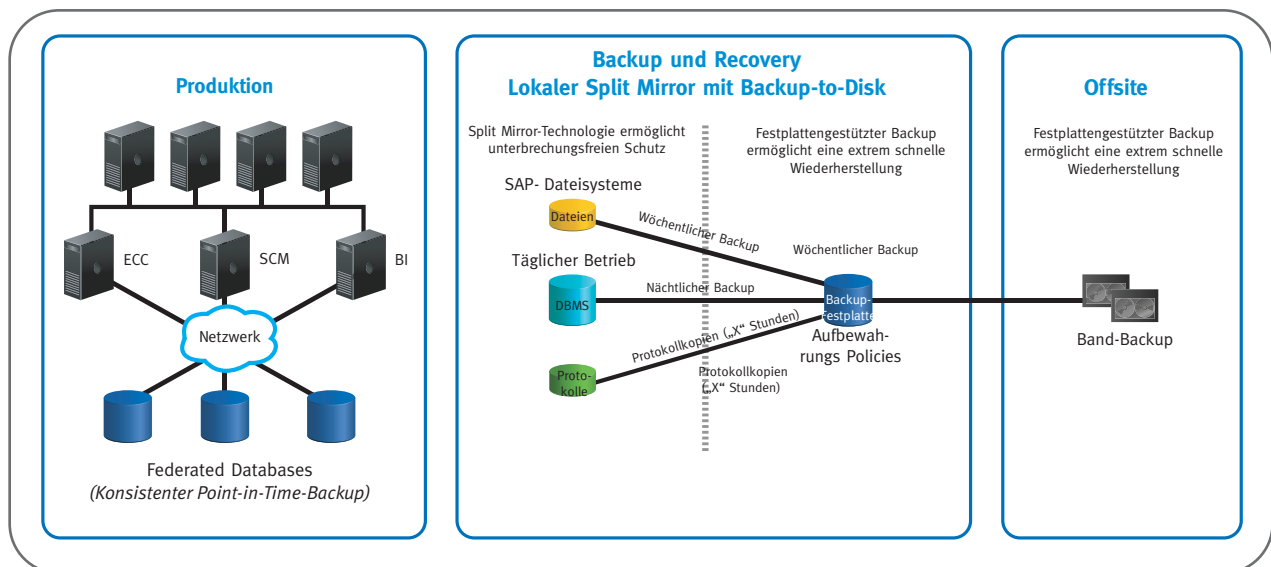 Produktion
ECC
SCM
BI
Netzwerk
Federated Databases
(Konsistenter Point-in-Time-Backup)
Backup und Recovery
Lokaler Split Mirror mit Backup-to-Disk
Split Mirror-Technologie ermöglicht
unterbrechungsfreien Schutz
Festplattengestützter Backup
ermöglicht eine extrem schnelle
Wiederherstellung
SAP- Dateisysteme
Dateien
Wöchentlicher Backup
Wöchentlicher Backup
Täglicher Betrieb
DBMS
Nächtlicher Backup
Backup-
Festplatte
Aufbewah-
rungs Policies
Protokollkopien („X“ Stunden)
Proto-
kolle
Protokollkopien
(„X“ Stunden)
Offsite
Festplattengestützter Backup
ermöglicht eine extrem schnelle
Wiederherstellung
Band-Backup